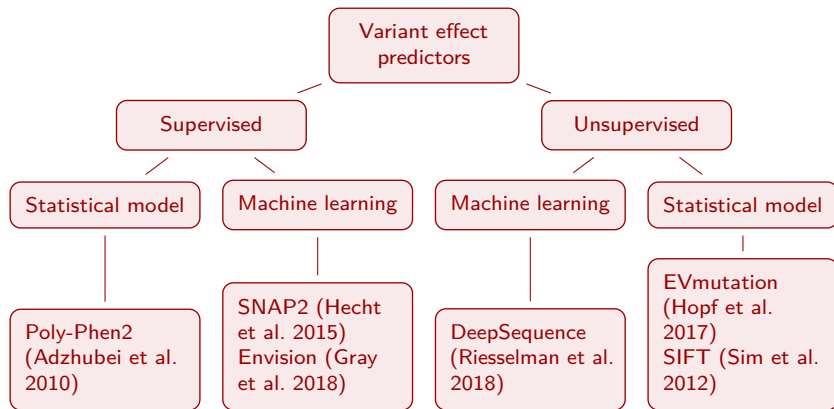 Variant effect
predictors
Supervised
Unsupervised
Statistical model
Machine learning
Machine learning
Statistical model
Poly-Phen2
(Adzhubei et al.
2010)
SNAP2 (Hecht
et al. 2015)
Envision (Gray
et al. 2018)
DeepSequence
(Riesselman et al.
2018)
EVmutation
(Hopf et al.
2017)
SIFT (Sim et al.
2012)